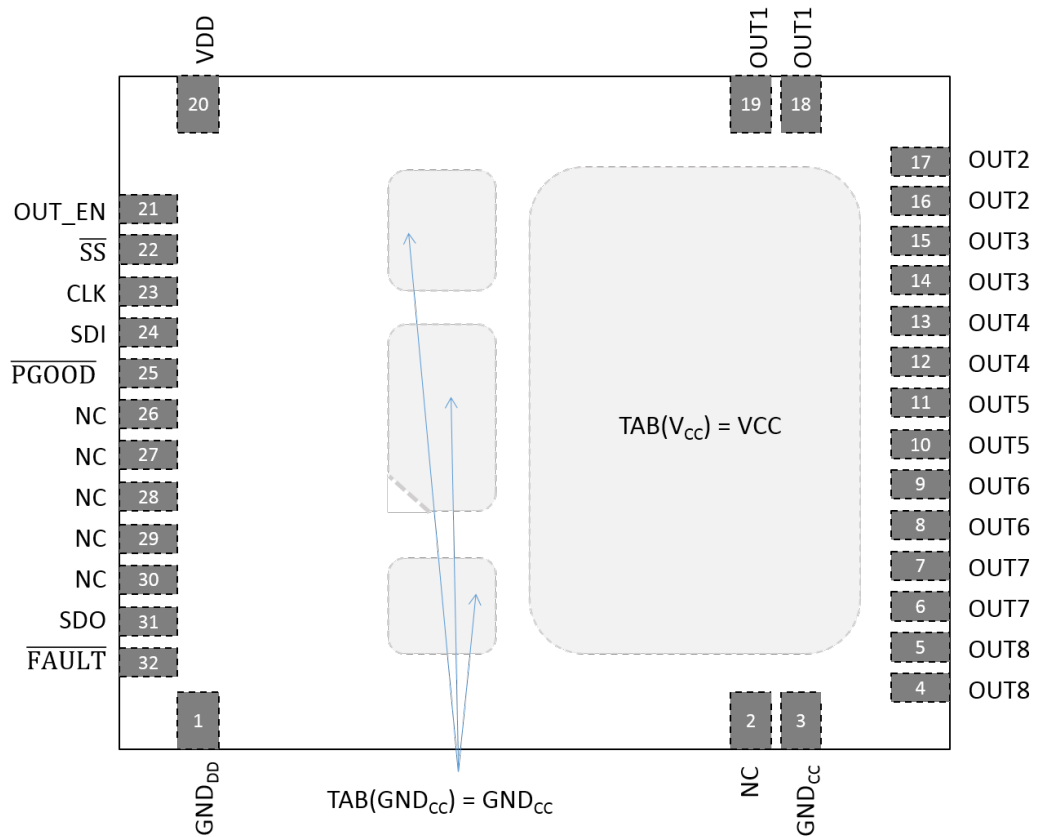 VDD
OUT1
OUT1
20
19
18
17 OUT2
16 OUT2
15 OUT3
14 OUT3
13 OUT4
12 OUT4
11 OUT5
10 OUT5
9 OUT6
8 OUT6
7 OUT7
6 OUT7
5 OUT8
4 OUT8
OUT_EN 21
SS 22
CLK 23
SDI 24
PGOOD 25
NC 26
NC 27
NC 28
NC 29
NC 30
SDO 31
FAULT 32
TAB(VCC) = VCC
1
2
3
GNDDD
NC
GNDCC
TAB(GNDCC) = GNDCC